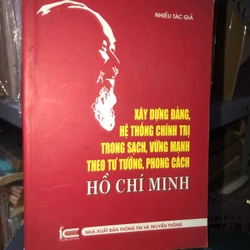 NHIỀU TÁC GIẢ
XÂY DỰNG ĐẢNG,
HỆ THỐNG CHÍNH TRỊ
TRONG SẠCH, VỮNG MẠNH
THEO TƯ TƯỞNG, PHONG CÁCH
HỒ CHÍ MINH
NHÀ XUẤT BẢN THÔNG TIN VÀ TRUYỀN THÔNG